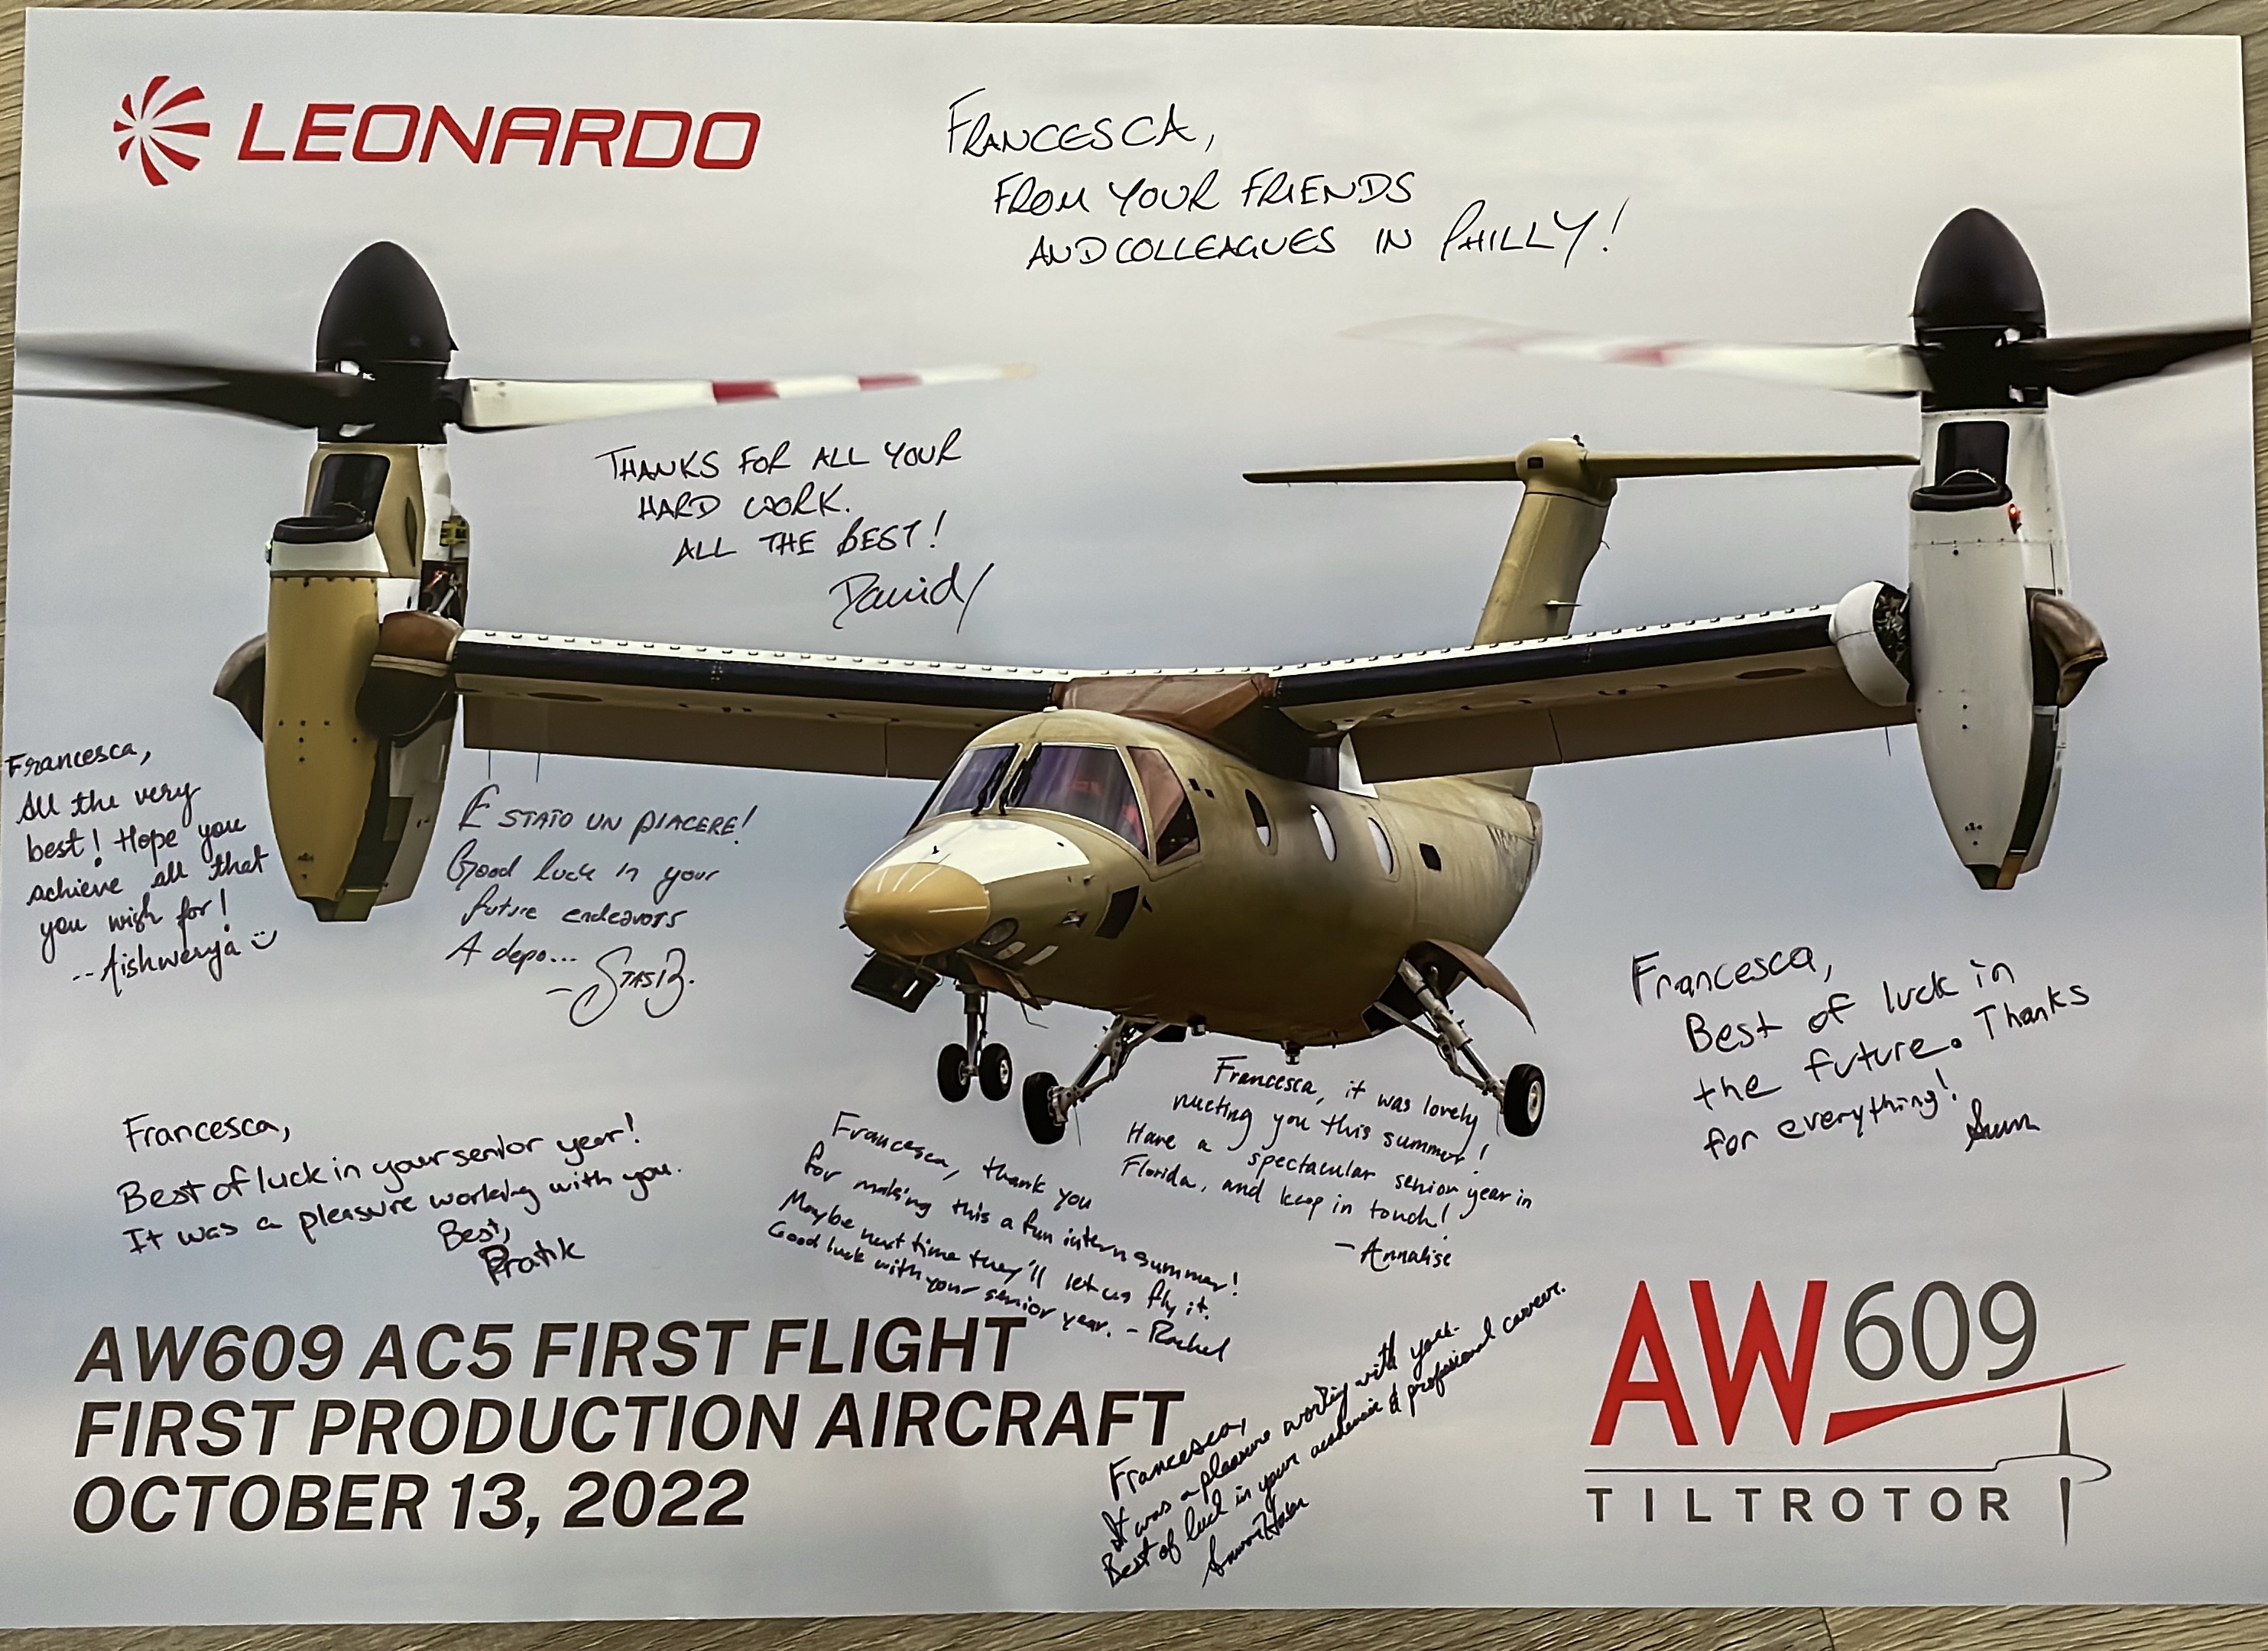 LEONARDO
FRANCESCA,
FROM YOUR FRIENDS
AND COLLEAGUES IN PHILLY!
THANKS FOR ALL YOUR
HARD WORK.
ALL THE BEST!
David
Francesca,
All the very
best! Hope you
achieve all that
you wish for!
--Aishwerya
È STATO UN PIACERE!
Good luck in your
future endeavors
A dopo...
- STASIB.
Francesca,
Best of luck in
the future. Thanks
for everything!
Francesca,
Best of luck in your senior year!
It was a pleasure working with you.
Best,
Pratik
Francesca, thank you
for making this a fun intern summer!
Maybe next time they'll let us fly it.
Good luck with your senior year. - Rachel
Francesca, it was lovely
meeting you this summer!
Have a spectacular senior year in
Florida, and keep in touch!
- Annalise
Francesca,
It was a pleasure working with you.
Best of luck in your academic & professional career.
AW609 AC5 FIRST FLIGHT
FIRST PRODUCTION AIRCRAFT
OCTOBER 13, 2022
AW609
TILTROTOR